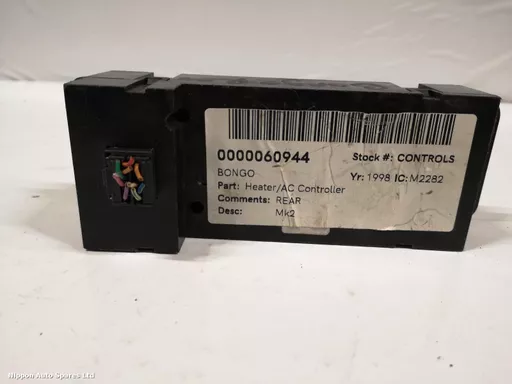 0000060944 Stock #: CONTROLS
BONGO Yr: 1998 IC: M2282
Part: Heater/AC Controller
Comments: REAR
Desc: Mk2
Nippon Auto Spares Ltd